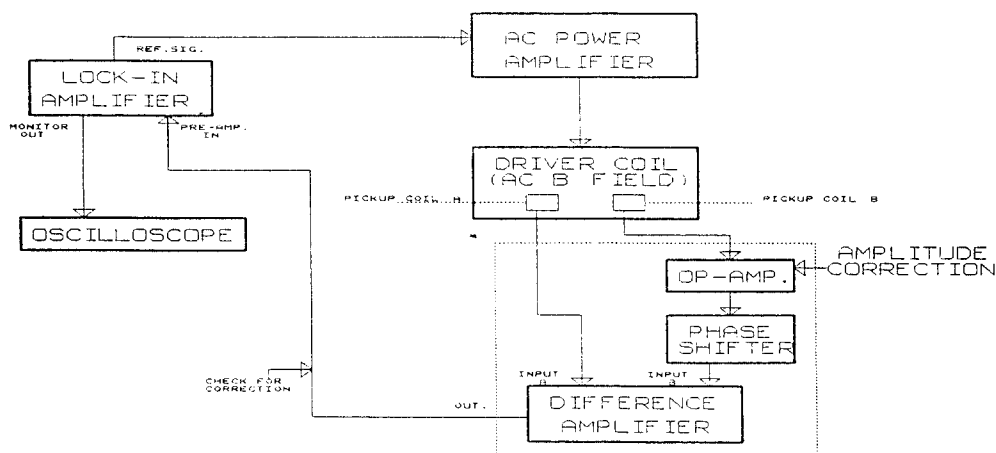 AC POWER
AMPLIFIER
REF.SIG.
LOCK-IN
AMPLIFIER
MONITOR
OUT
PRE-AMP.
IN
DRIVER COIL
(AC B FIELD)
PICKUP COIL M
PICKUP COIL B
OSCILLOSCOPE
AMPLITUDE
CORRECTION
OP-AMP.
PHASE
SHIFTER
CHECK FOR
CORRECTION
INPUT
B
INPUT
B
OUT.
DIFFERENCE
AMPLIFIER